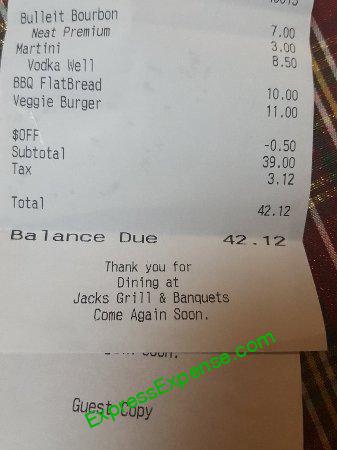 Bulleit Bourbon 7.00
Neat Premium 3.00
Martini 8.50
Vodka Well
BBQ FlatBread 10.00
Veggie Burger 11.00
$OFF -0.50
Subtotal 39.00
Tax 3.12
Total 42.12
Balance Due 42.12
Thank you for
Dining at
Jacks Grill & Banquets
Come Again Soon.
Soon.
Guest Copy
ExpressExpense.com